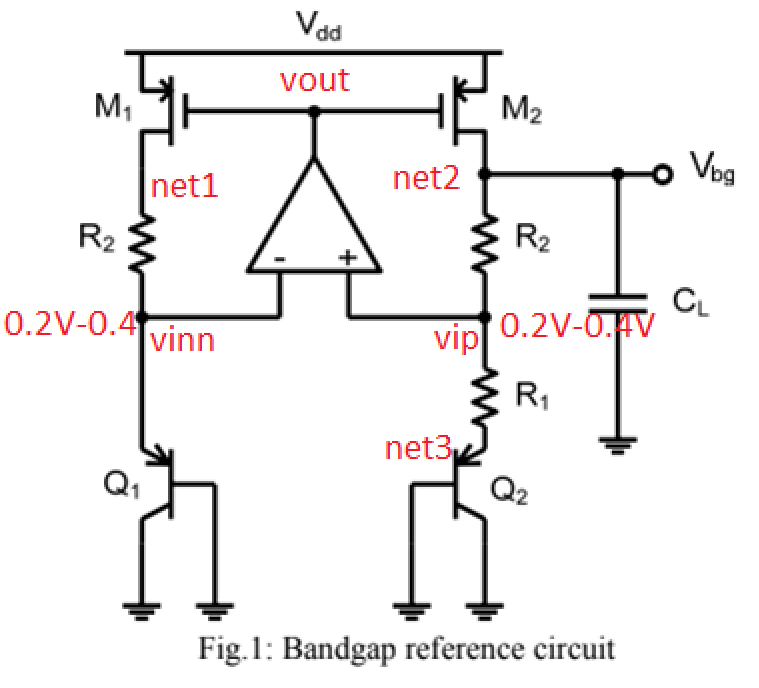 Vdd
vout
M1
M2
net1
net2
Vbg
R2
R2
-
+
CL
0.2V-0.4
vinn
vip
0.2V-0.4V
R1
net3
Q1
Q2
Fig.1: Bandgap reference circuit